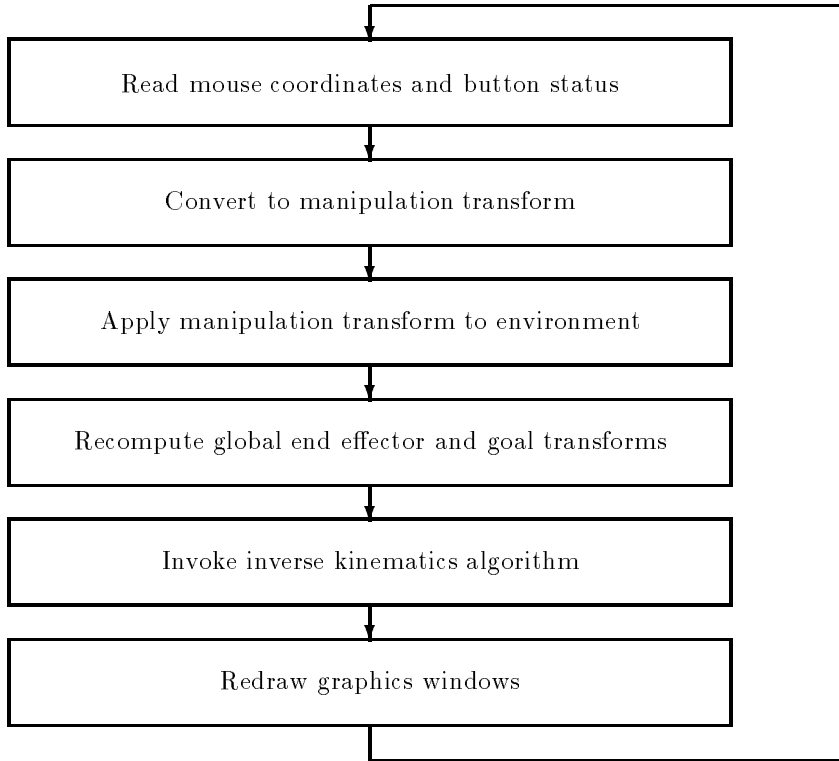 Read mouse coordinates and button status
Convert to manipulation transform
Apply manipulation transform to environment
Recompute global end effector and goal transforms
Invoke inverse kinematics algorithm
Redraw graphics windows